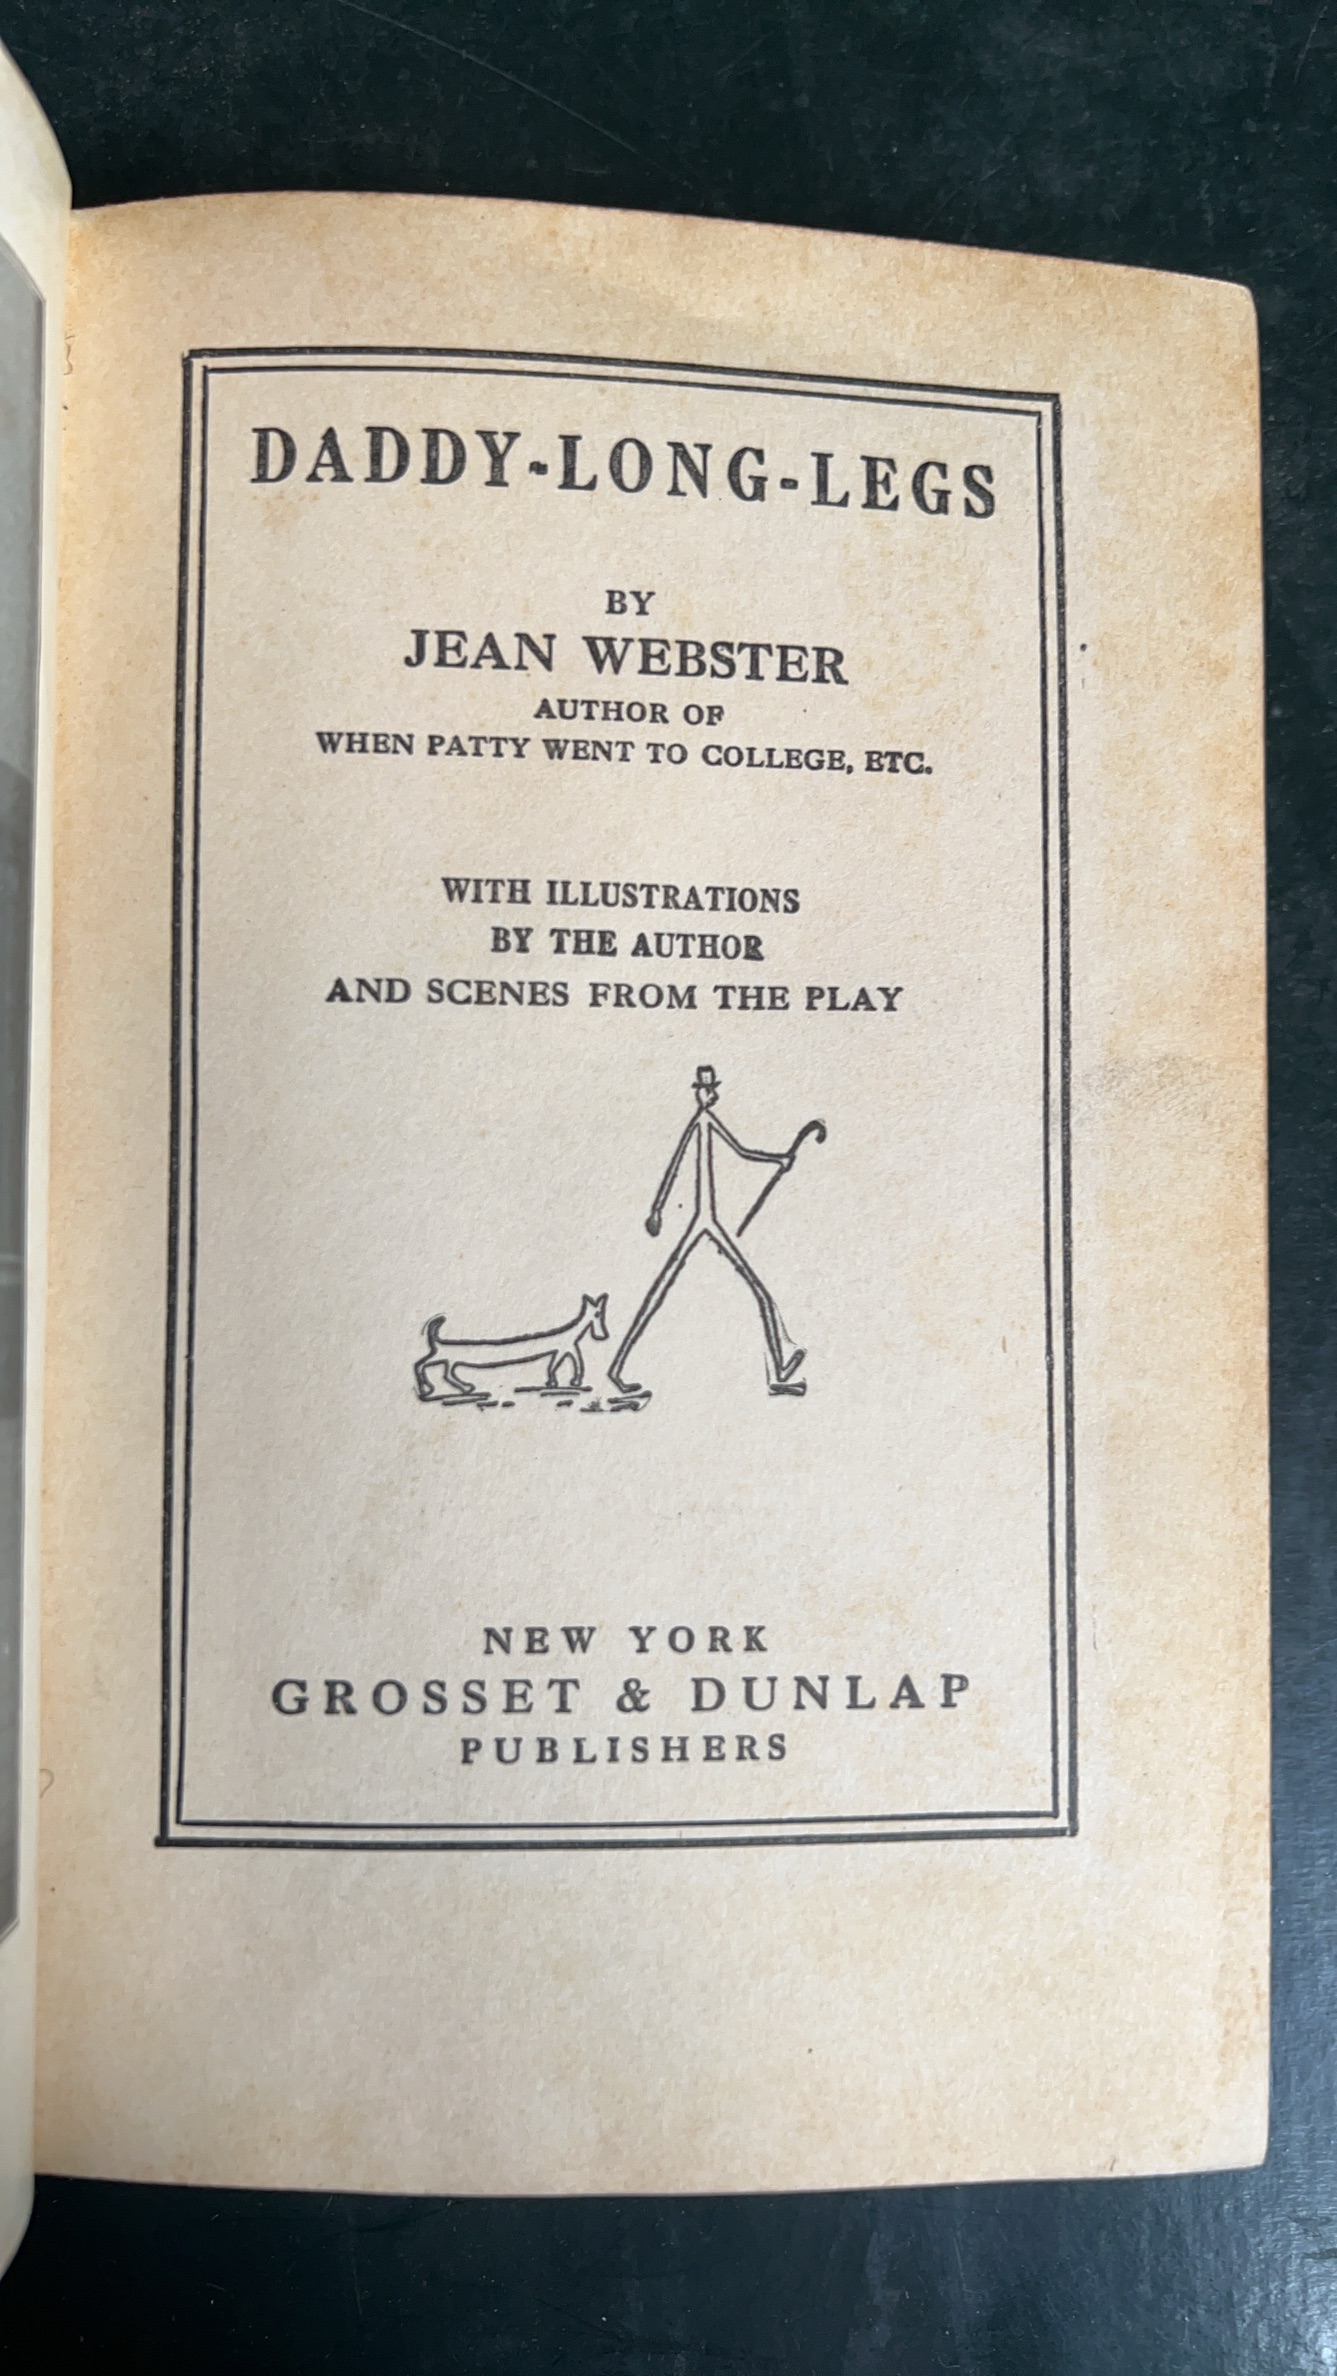 DADDY-LONG-LEGS
BY
JEAN WEBSTER
AUTHOR OF
WHEN PATTY WENT TO COLLEGE, ETC.
WITH ILLUSTRATIONS
BY THE AUTHOR
AND SCENES FROM THE PLAY
NEW YORK
GROSSET & DUNLAP
PUBLISHERS